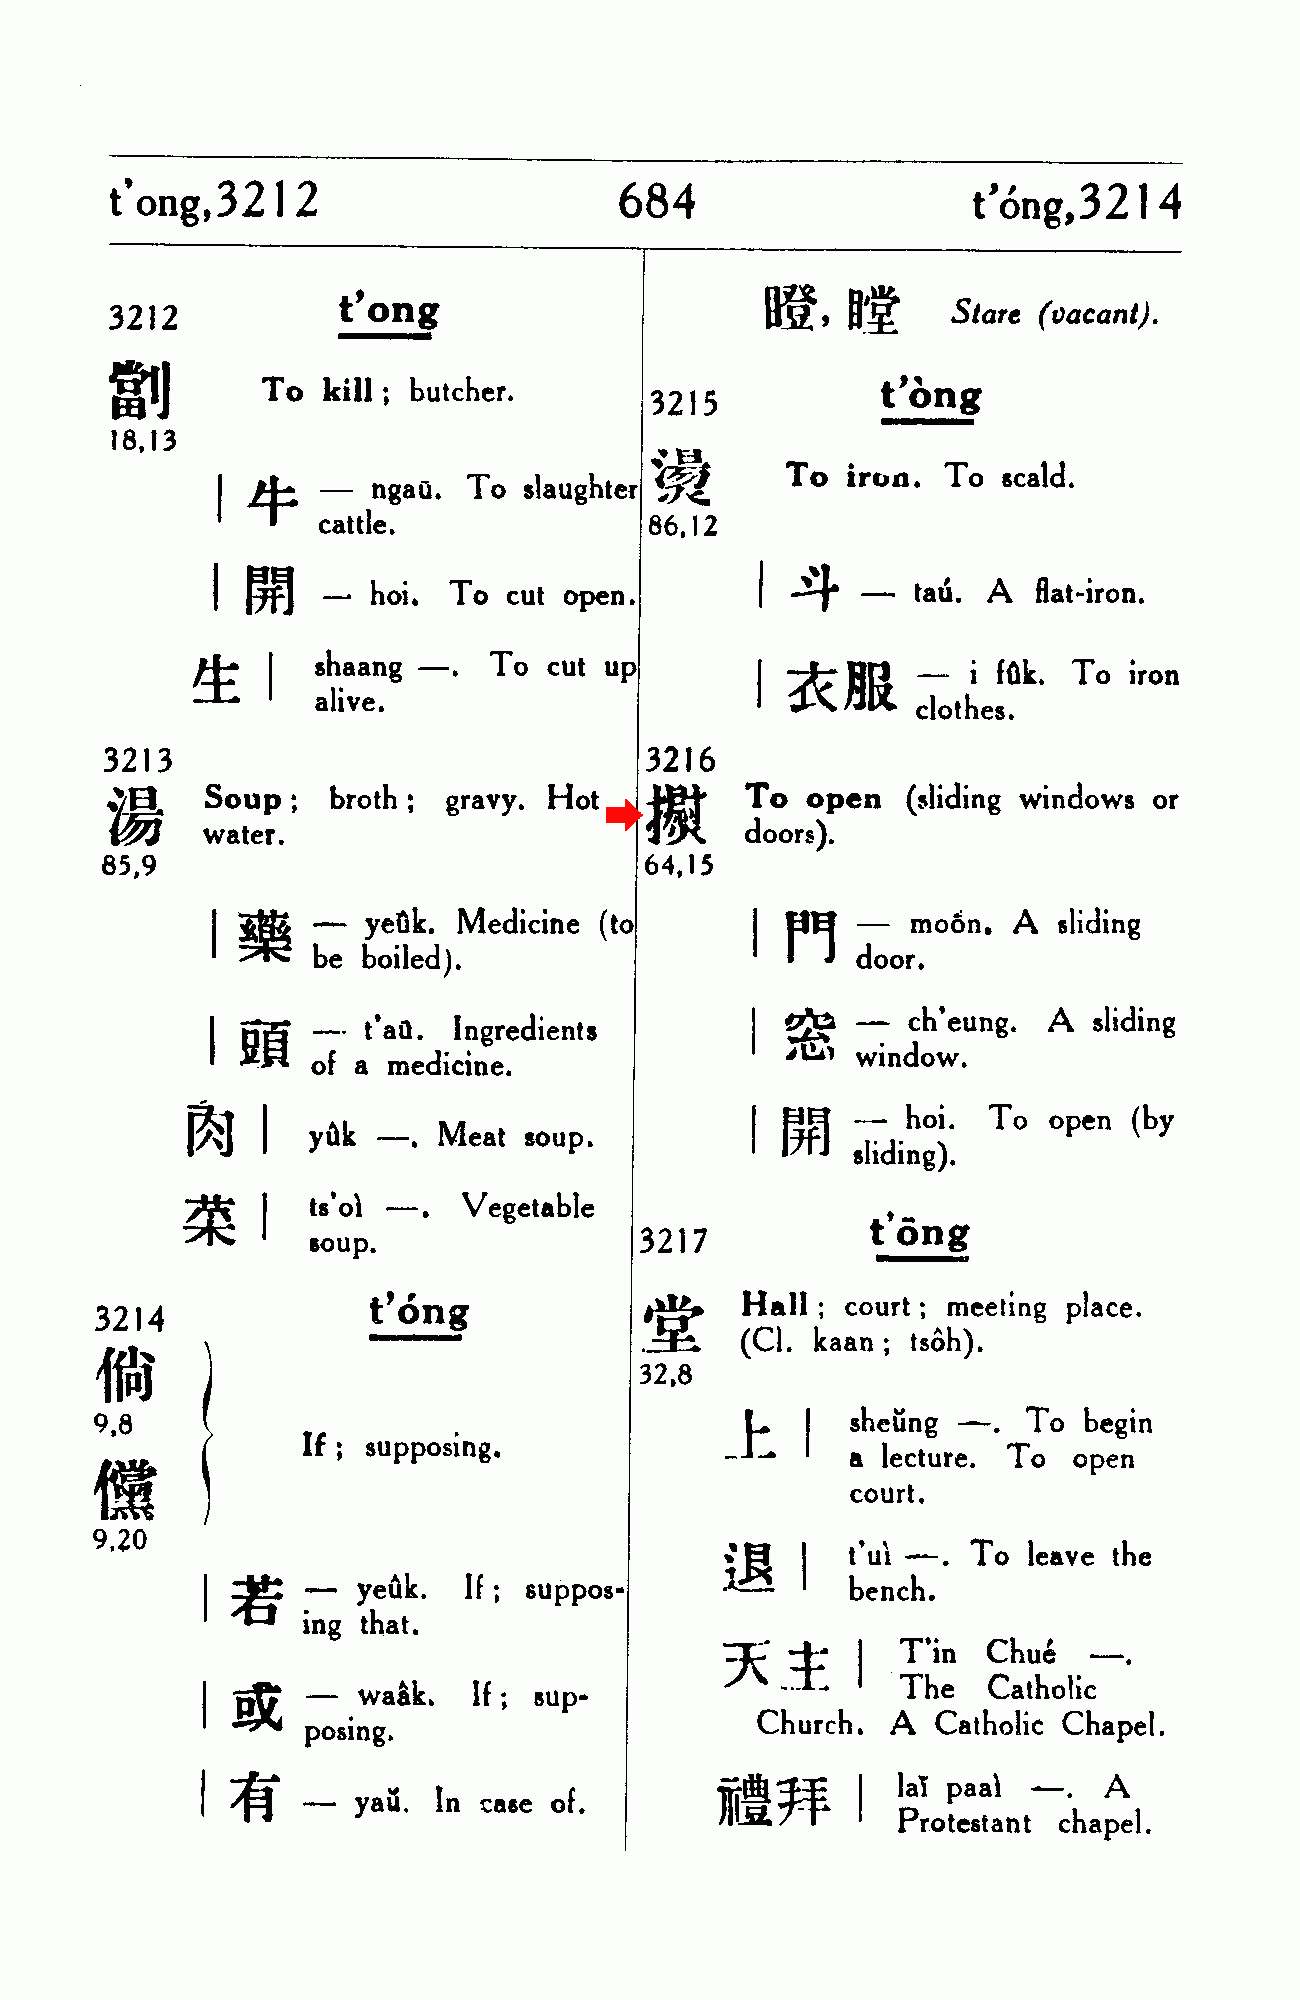 t’ong,3212 684 t’óng,3214
3212 t’ong
劏 To kill ; butcher.
18,13
| 牛 — ngaū. To slaughter
cattle.
| 開 — hoi. To cut open.
生 | shaang —. To cut up
alive.
3213
湯 Soup ; broth ; gravy. Hot
water.
85,9
| 藥 — yeûk. Medicine (to
be boiled).
| 頭 — t’aū. Ingredients
of a medicine.
肉 | yûk —. Meat soup.
菜 | ts’oì —. Vegetable
soup.
3214 t’óng
倘
9,8
If ; supposing.
儻
9,20
| 若 — yeûk. If ; suppos-
ing that.
| 或 — waâk. If ; sup-
posing.
| 有 — yaŭ. In case of.
瞪, 瞠 Stare (vacant).
3215 t’òng
燙 To iron. To scald.
86,12
| 斗 — taú. A flat-iron.
| 衣服 — i fûk. To iron
clothes.
3216
To open (sliding windows or
doors).
64,15
| 門 — moōn. A sliding
door.
| 窓 — ch’eung. A sliding
window.
| 開 — hoi. To open (by
sliding).
3217 t’ōng
堂 Hall ; court ; meeting place.
(Cl. kaan ; tsôh).
32,8
上 | sheŭng —. To begin
a lecture. To open
court.
退 | t’uì —. To leave the
bench.
天主 | T’in Chué —.
The Catholic
Church. A Catholic Chapel.
禮拜 | laĭ paaì —. A
Protestant chapel.